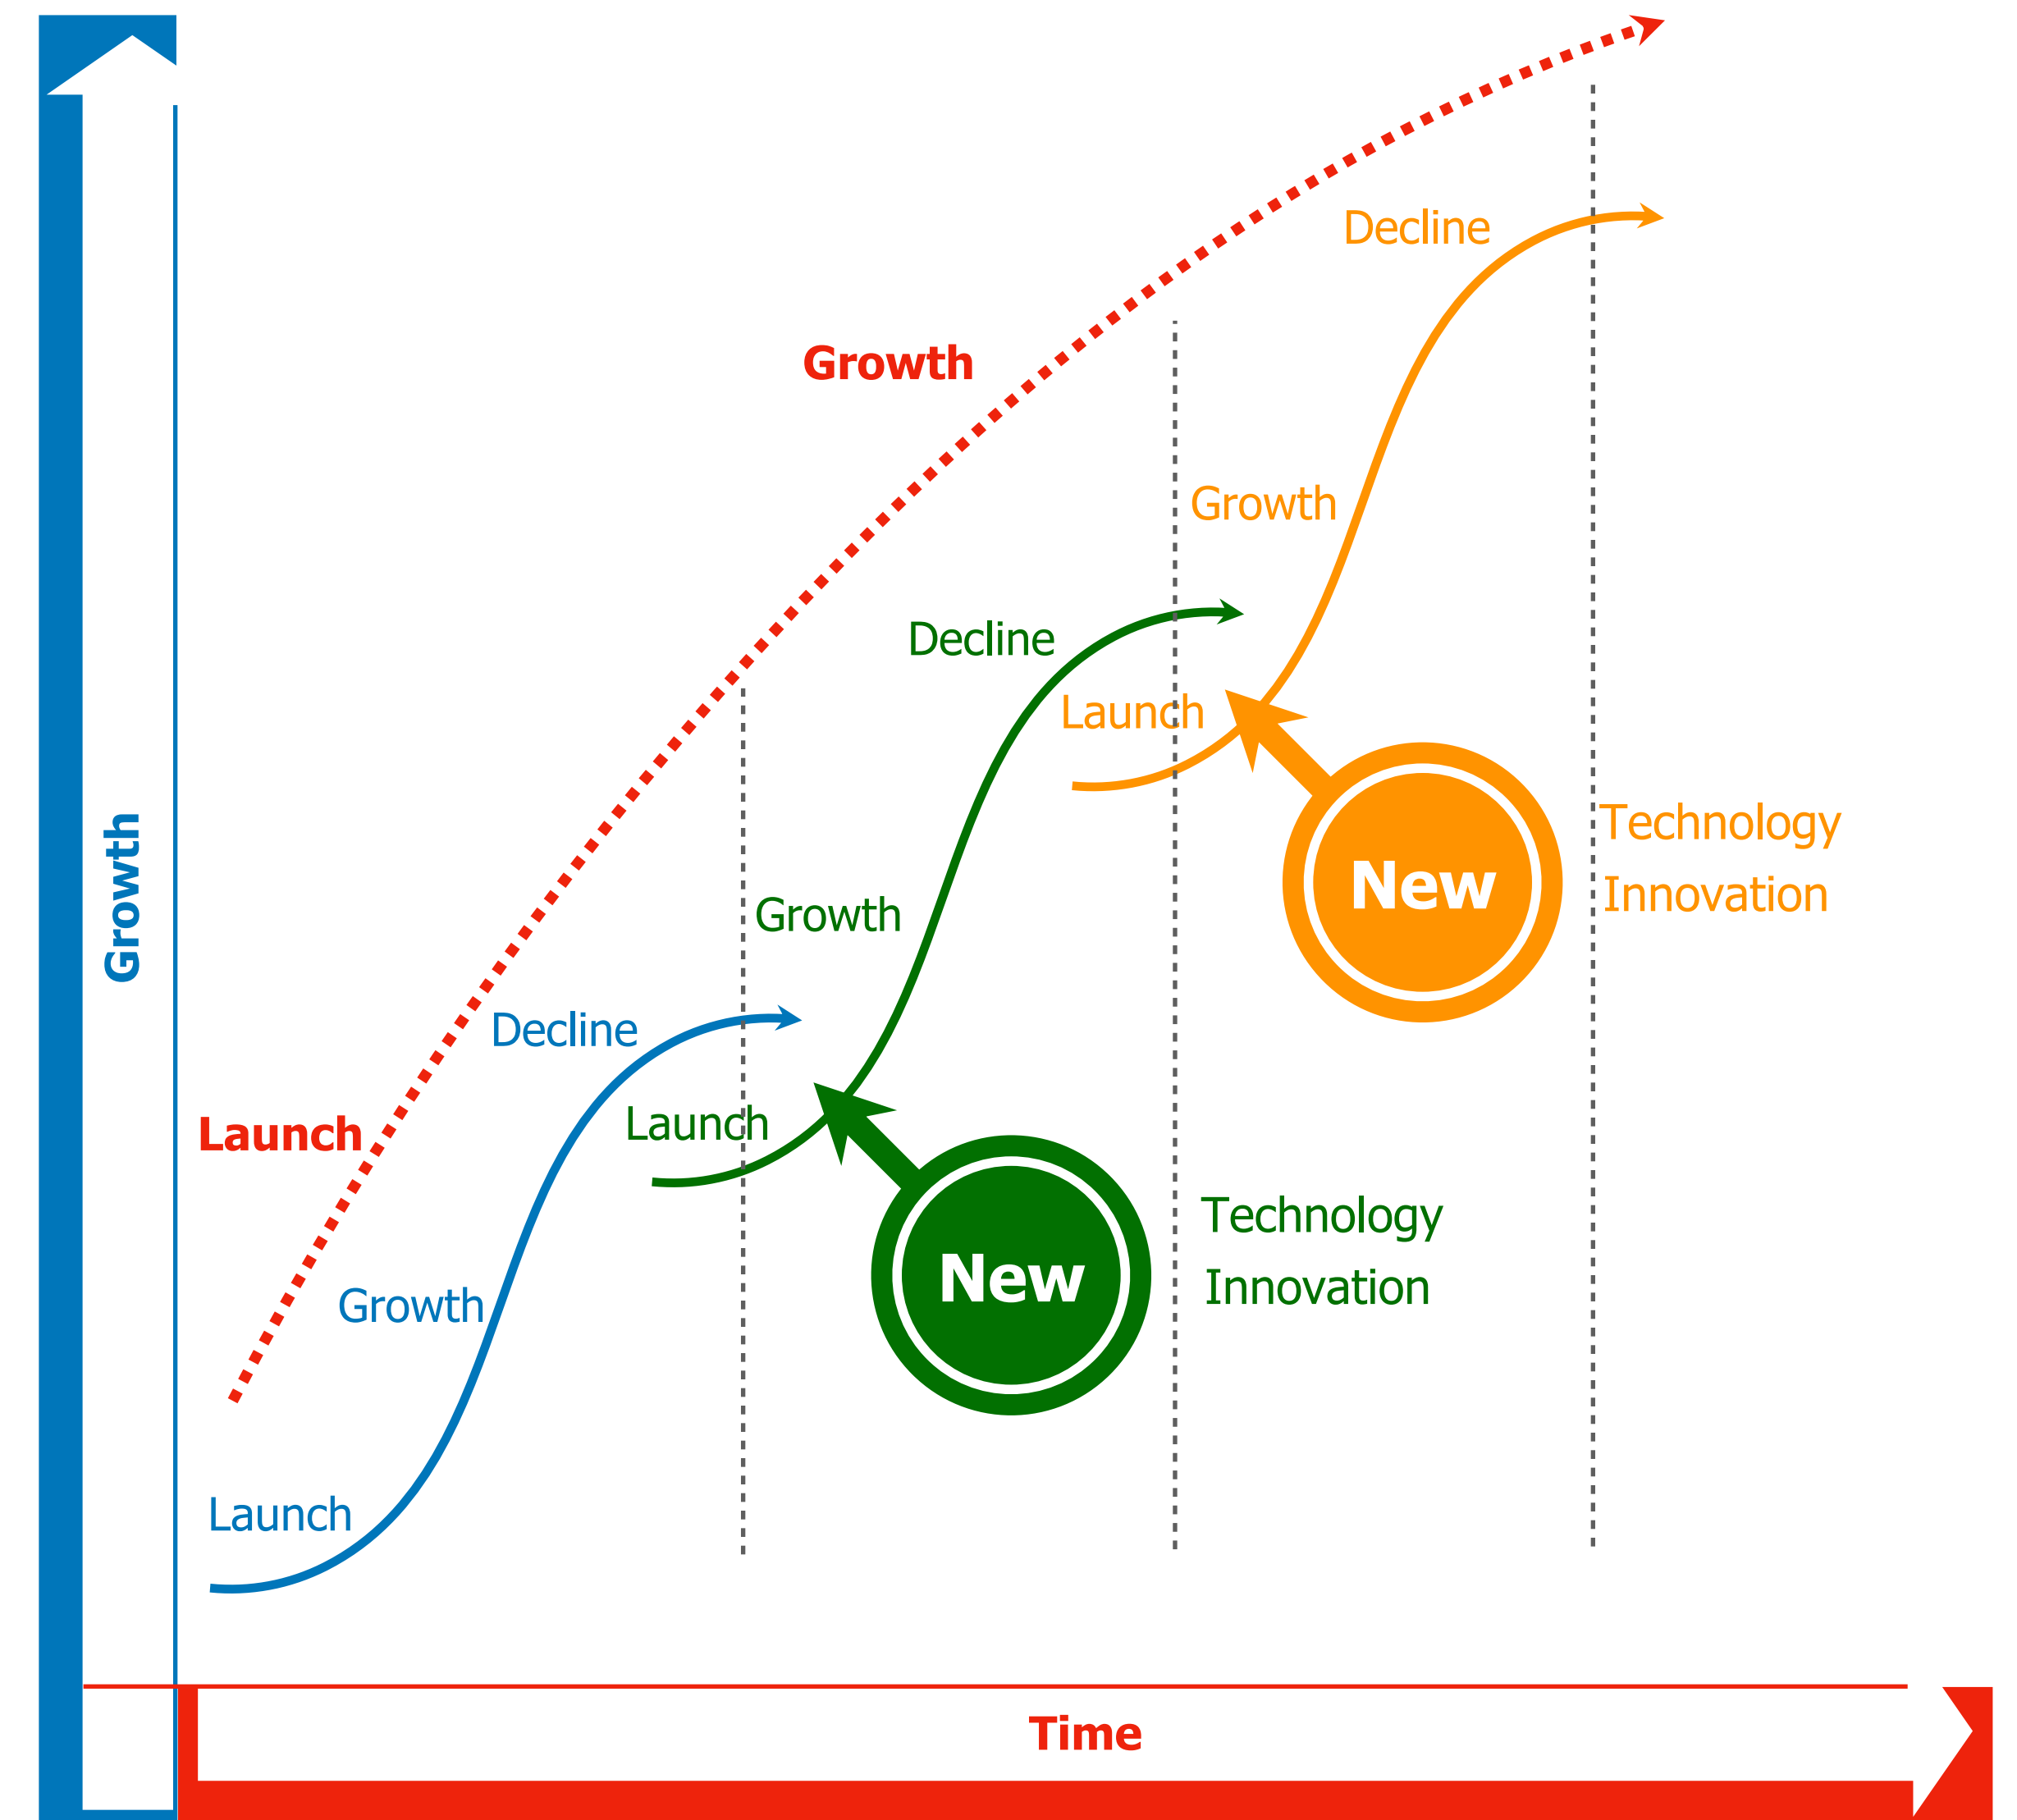 Decline
Growth
Growth
Decline
Launch
Technology
New
Innovation
Growth
Growth
Decline
Launch
Launch
Technology
New
Innovation
Growth
Launch
Time